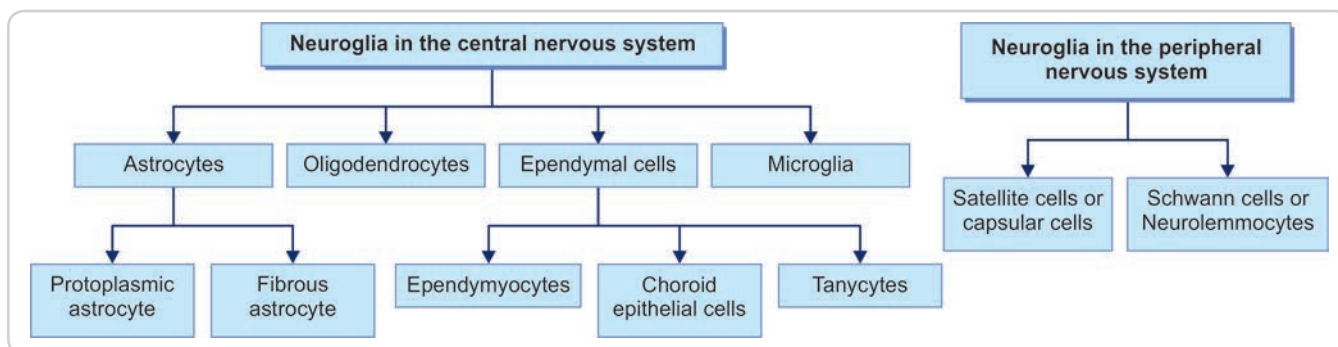 Neuroglia in the central nervous system
Neuroglia in the peripheral
nervous system
Astrocytes
Oligodendrocytes
Ependymal cells
Microglia
Satellite cells or
capsular cells
Schwann cells or
Neurolemmocytes
Protoplasmic
astrocyte
Fibrous
astrocyte
Ependymyocytes
Choroid
epithelial cells
Tanycytes